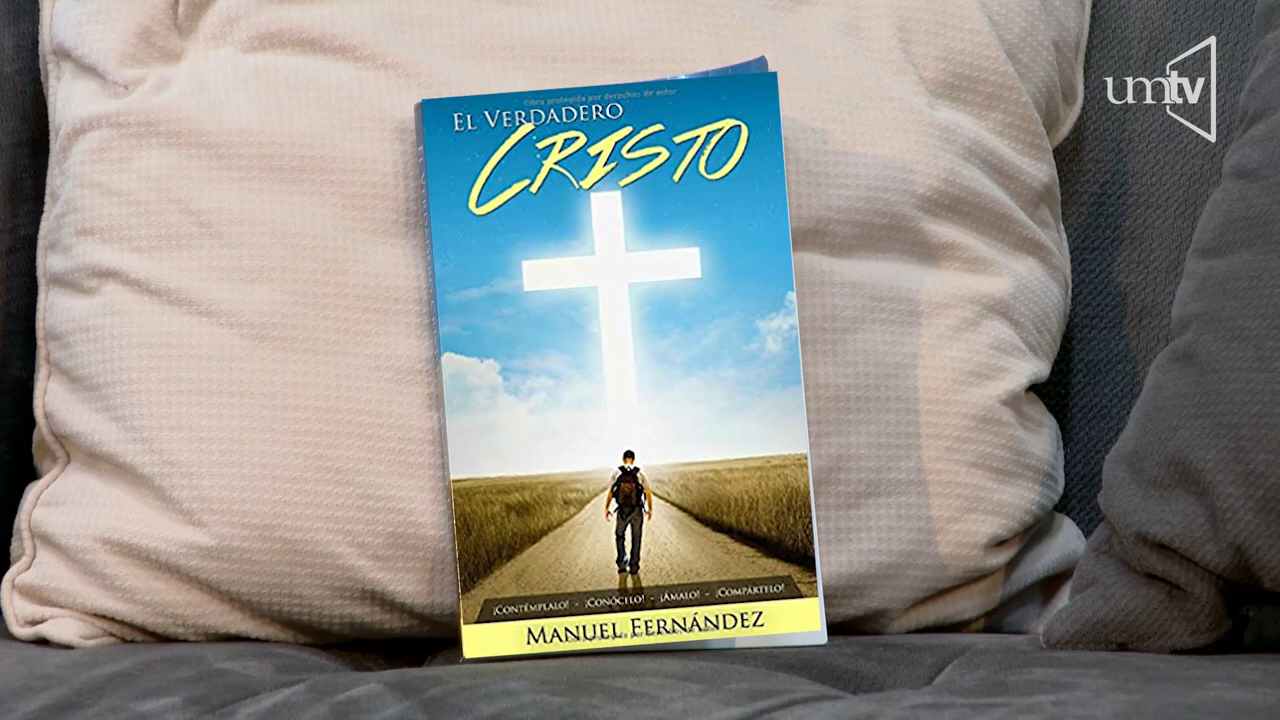 umtv
Obra protegida por derechos de autor
EL VERDADERO
CRISTO
¡CONTÉMPLALO! - ¡CONÓCELO! - ¡ÁMALO! - ¡COMPÁRTELO!
MANUEL FERNÁNDEZ